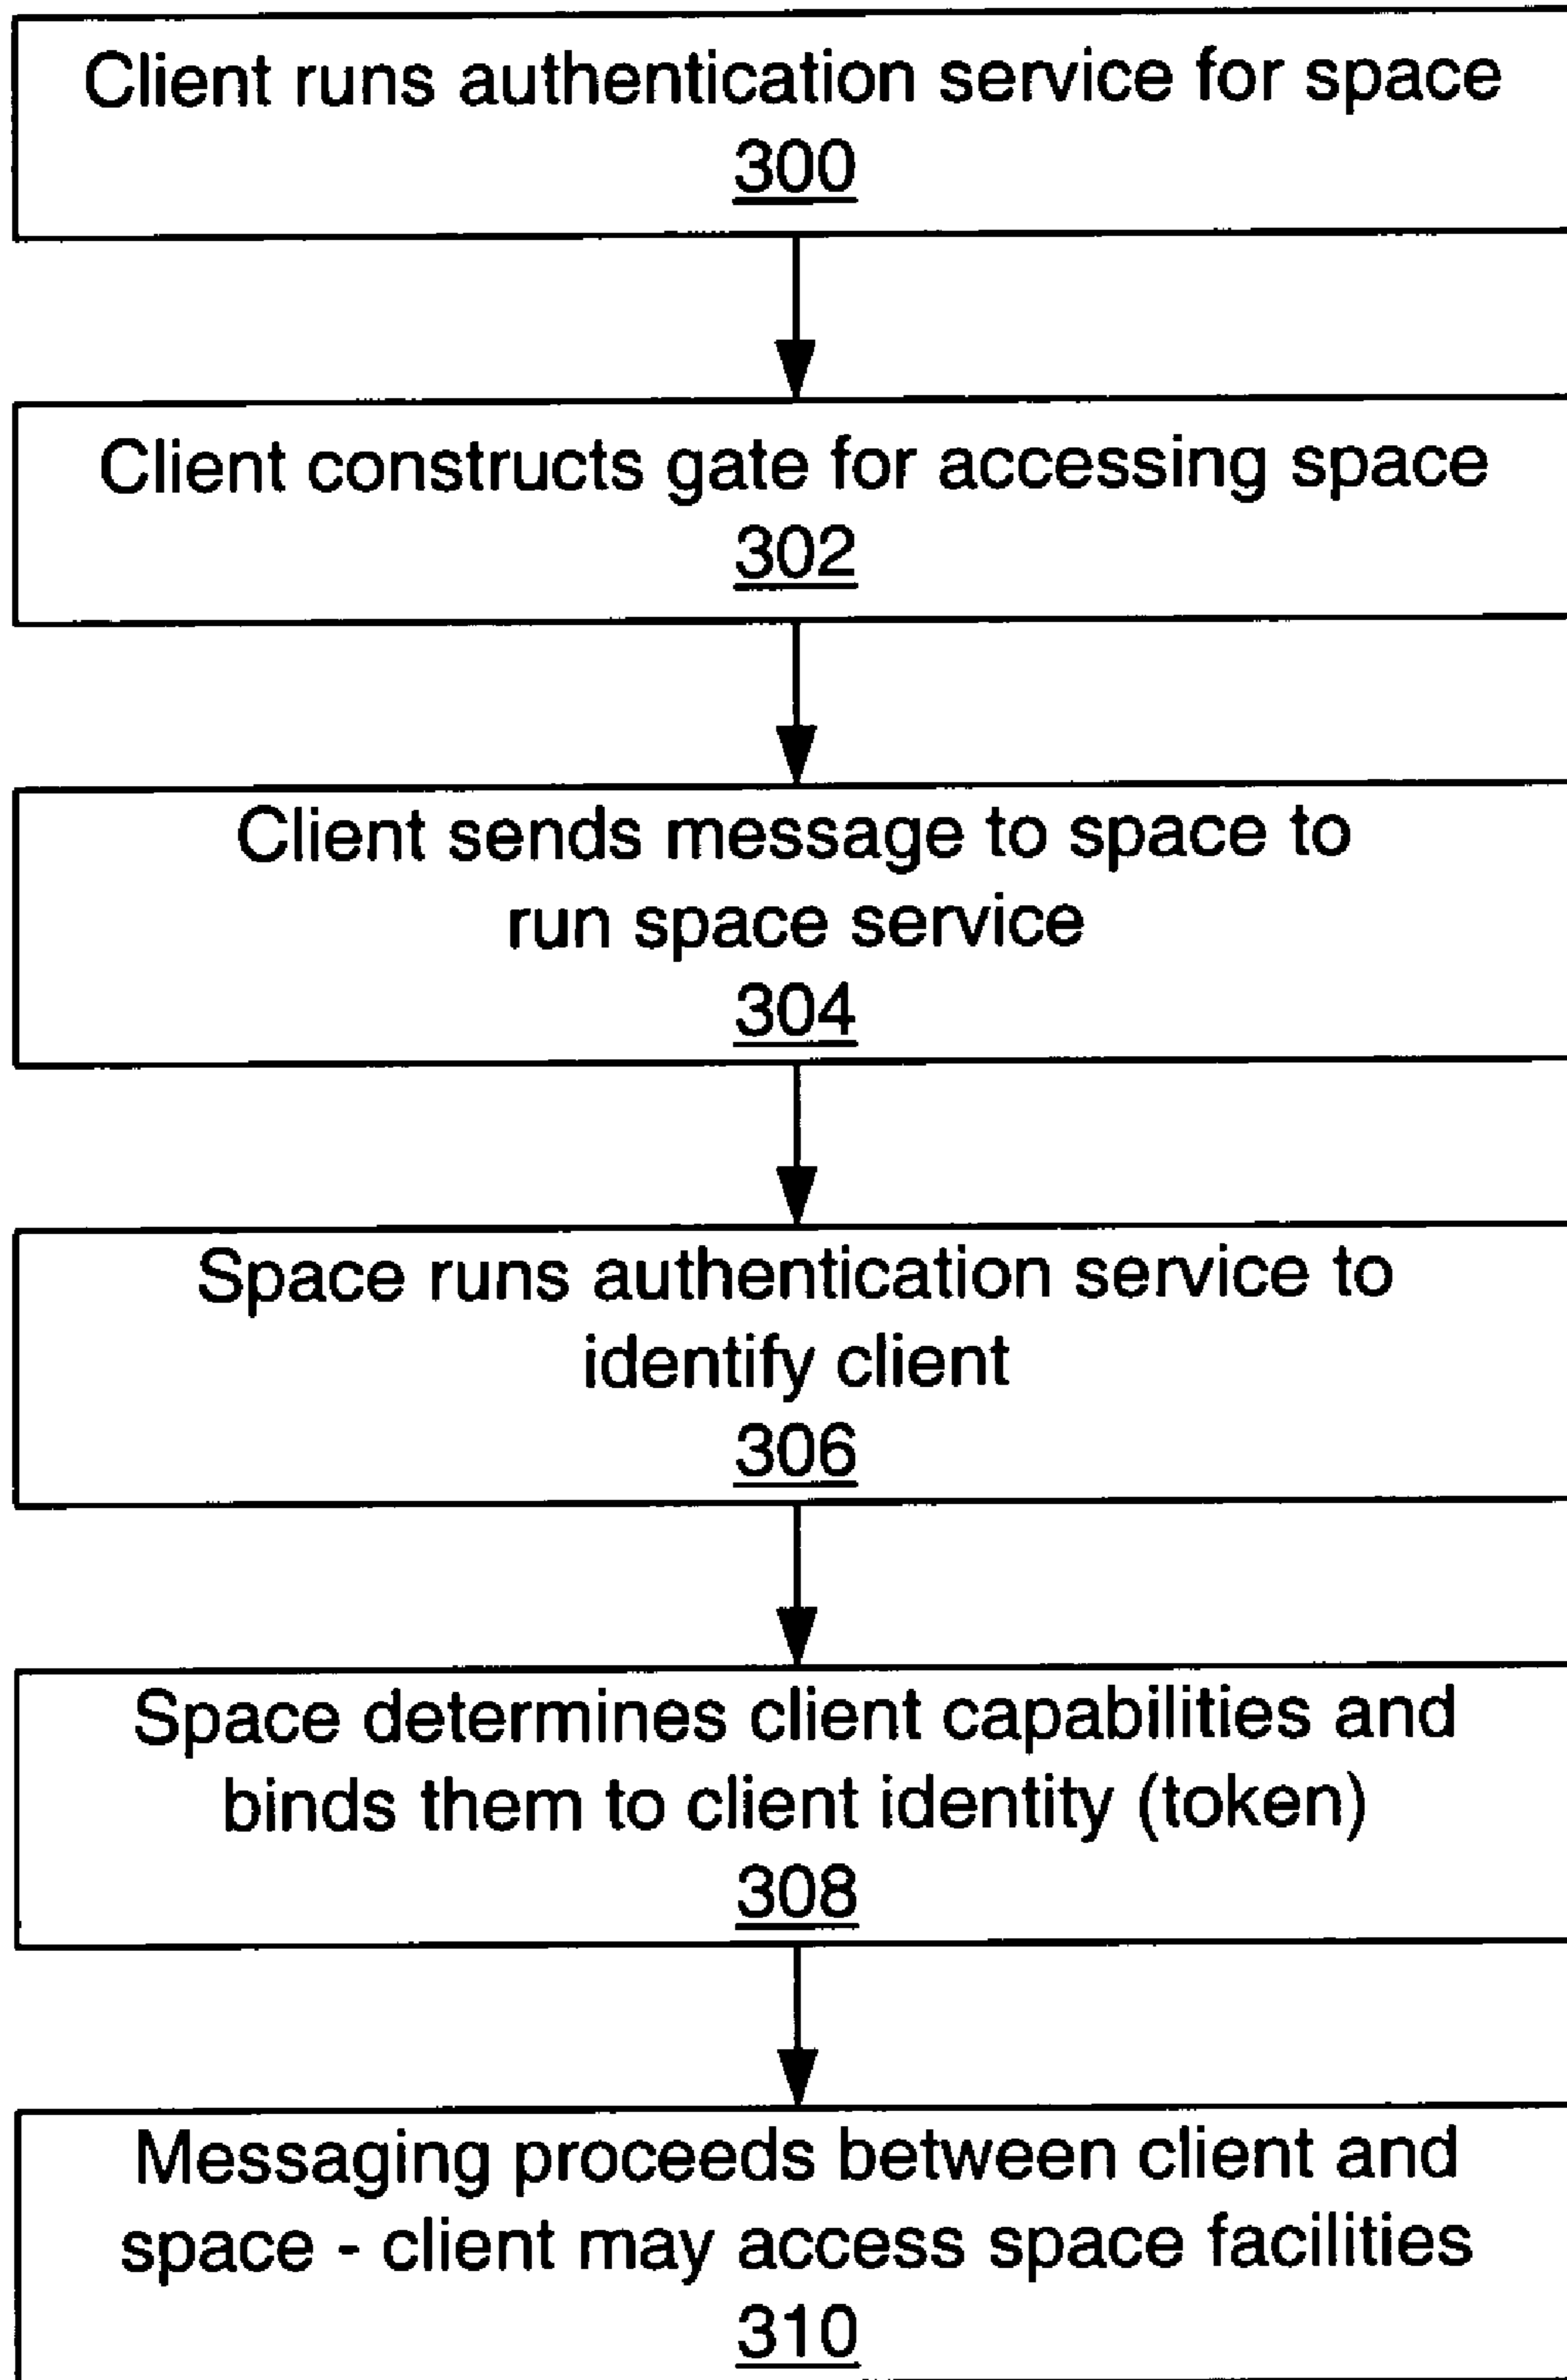 Client runs authentication service for space
300
Client constructs gate for accessing space
302
Client sends message to space to
run space service
304
Space runs authentication service to
identify client
306
Space determines client capabilities and
binds them to client identity (token)
308
Messaging proceeds between client and
space - client may access space facilities
310